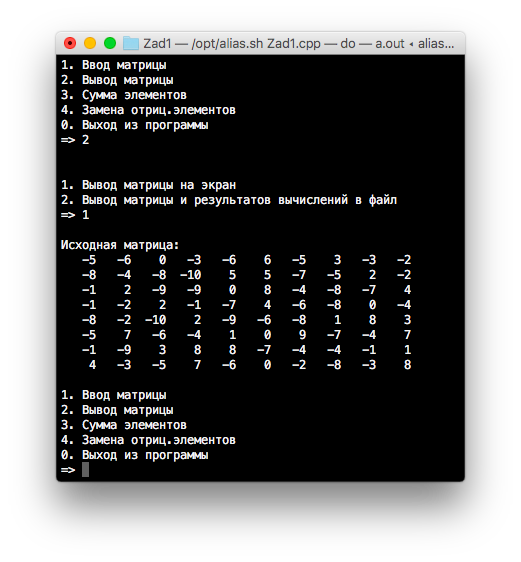 Zad1 — /opt/alias.sh Zad1.cpp — do — a.out ◂ alias...
1. Ввод матрицы
2. Вывод матрицы
3. Сумма элементов
4. Замена отриц.элементов
0. Выход из программы
=> 2
1. Вывод матрицы на экран
2. Вывод матрицы и результатов вычислений в файл
=> 1
Исходная матрица:
-5 -6 0 -3 -6 6 -5 3 -3 -2
-8 -4 -8 -10 5 5 -7 -5 2 -2
-1 2 -9 -9 0 8 -4 -8 -7 4
-1 -2 2 -1 -7 4 -6 -8 0 -4
-8 -2 -10 2 -9 -6 -8 1 8 3
-5 7 -6 -4 1 0 9 -7 -4 7
-1 -9 3 8 8 -7 -4 -4 -1 1
4 -3 -5 7 -6 0 -2 -8 -3 8
1. Ввод матрицы
2. Вывод матрицы
3. Сумма элементов
4. Замена отриц.элементов
0. Выход из программы
=>